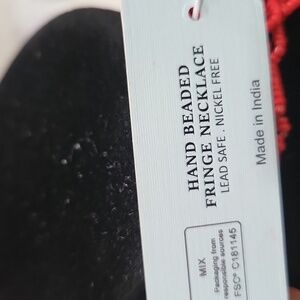 HAND BEADED
FRINGE NECKLACE
LEAD SAFE . NICKEL FREE
Made in India
MIX
Packaging from
responsible sources
FSC® C181145